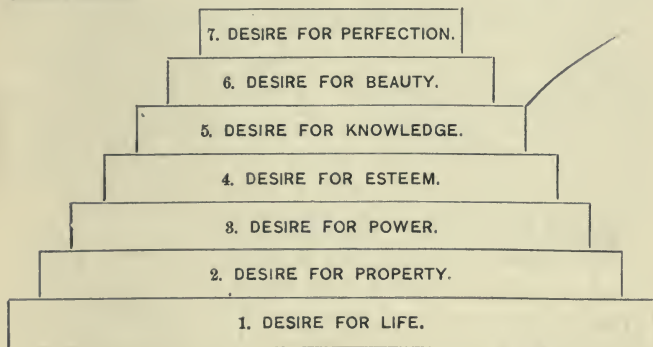 7. DESIRE FOR PERFECTION.
6. DESIRE FOR BEAUTY.
5. DESIRE FOR KNOWLEDGE.
4. DESIRE FOR ESTEEM.
3. DESIRE FOR POWER.
2. DESIRE FOR PROPERTY.
1. DESIRE FOR LIFE.